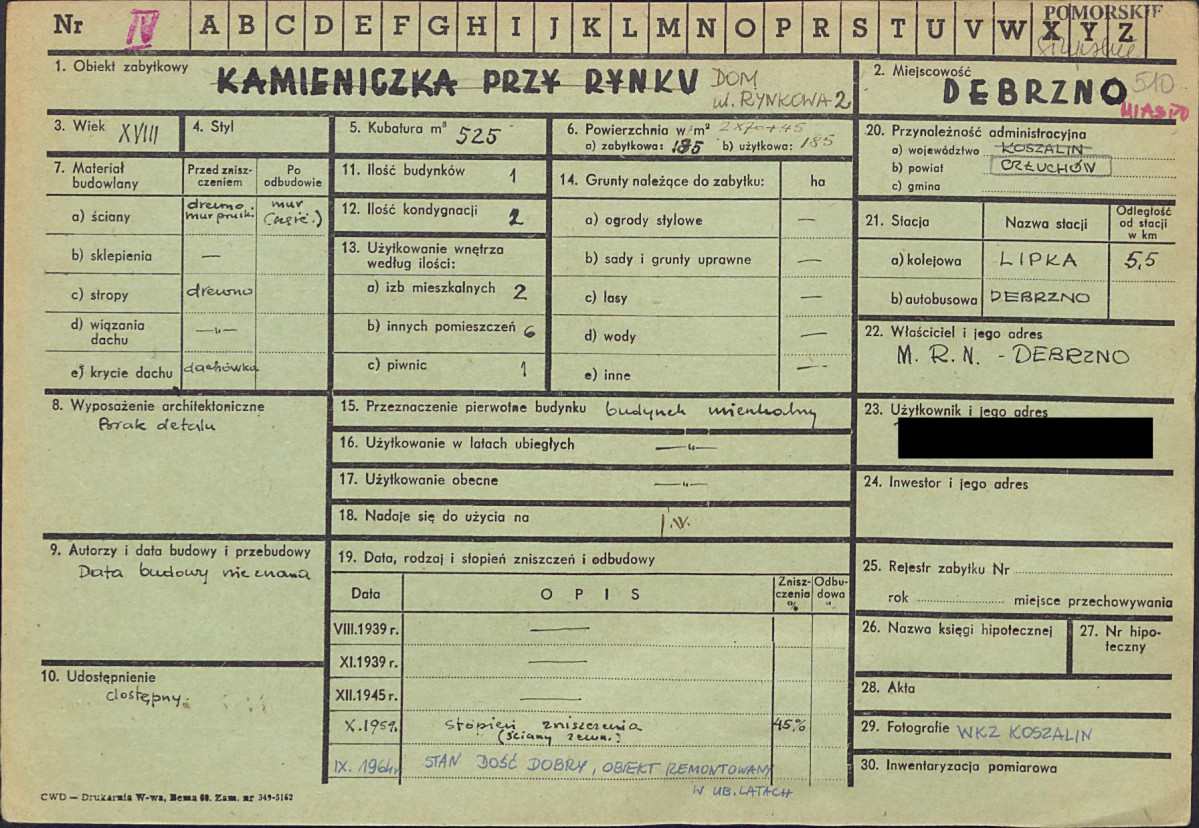 Nr IV A B C D E F G H I J K L M N O P R S T U V W X Y Z
POMORSKIE
1. Obiekt zabytkowy KAMIENICZKA PRZY RYNKU DOM
ul. RYNKOWA 2
2. Miejscowość DEBRZNO 510
MIASTO
3. Wiek XVIII
4. Styl
5. Kubatura m³ 525
6. Powierzchnia w m² 2x70+45
a) zabytkowa: 185 b) użytkowa: 185
7. Materiał budowlany
Przed zniszczeniem
Po odbudowie
a) ściany drewno mur pruski. mur (częśc.)
b) sklepienia —
c) stropy drewno
d) wiązania dachu —"—
e) krycie dachu dachówka
8. Wyposażenie architektoniczne
Brak detalu
9. Autorzy i data budowy i przebudowy
Data budowy nieznana
10. Udostępnienie
dostępny.
11. Ilość budynków 1
12. Ilość kondygnacji 2
13. Użytkowanie wnętrza
według ilości:
a) izb mieszkalnych 2
b) innych pomieszczeń 6
c) piwnic 1
14. Grunty należące do zabytku: ha
a) ogrody stylowe —
b) sady i grunty uprawne —
c) lasy —
d) wody —
e) inne —
15. Przeznaczenie pierwotne budynku budynek mieszkalny
16. Użytkowanie w latach ubiegłych —"—
17. Użytkowanie obecne —"—
18. Nadaje się do użycia na j.w.
19. Data, rodzaj i stopień zniszczeń i odbudowy
Data OPIS Zniszczenia % Odbudowa "
VIII.1939 r. —
XI.1939 r. —
XII.1945 r. —
X.1959. stopień zniszczenia 45%
(ściany zewn.)
IX. 1964r STAN DOŚĆ DOBRY, OBIEKT REMONTOWANY
W UB. LATACH
20. Przynależność administracyjna
a) województwo KOSZALIN
b) powiat CZŁUCHÓW
c) gmina
21. Stacja Nazwa stacji Odległość od stacji w km
a) kolejowa LIPKA 5,5
b) autobusowa DEBRZNO
22. Właściciel i jego adres
M. R. N. - DEBRZNO
23. Użytkownik i jego adres
24. Inwestor i jego adres
25. Rejestr zabytku Nr
rok miejsce przechowywania
26. Nazwa księgi hipotecznej
27. Nr hipoteczny
28. Akta
29. Fotografie WKZ KOSZALIN
30. Inwentaryzacja pomiarowa
CWD — Drukarnia W-wa, Bema 60. Zam. nr 349-5162